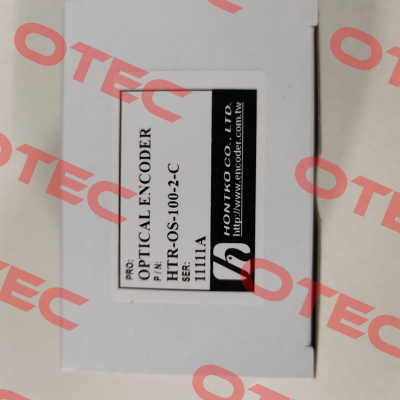 PRO:
OPTICAL ENCODER
P/N:
HTR-OS-100-2-C
SER:
11111A
HONTKO CO., LTD.
http://www.encoder.com.tw
OTEC
OTEC
OTEC
OTEC
OTEC